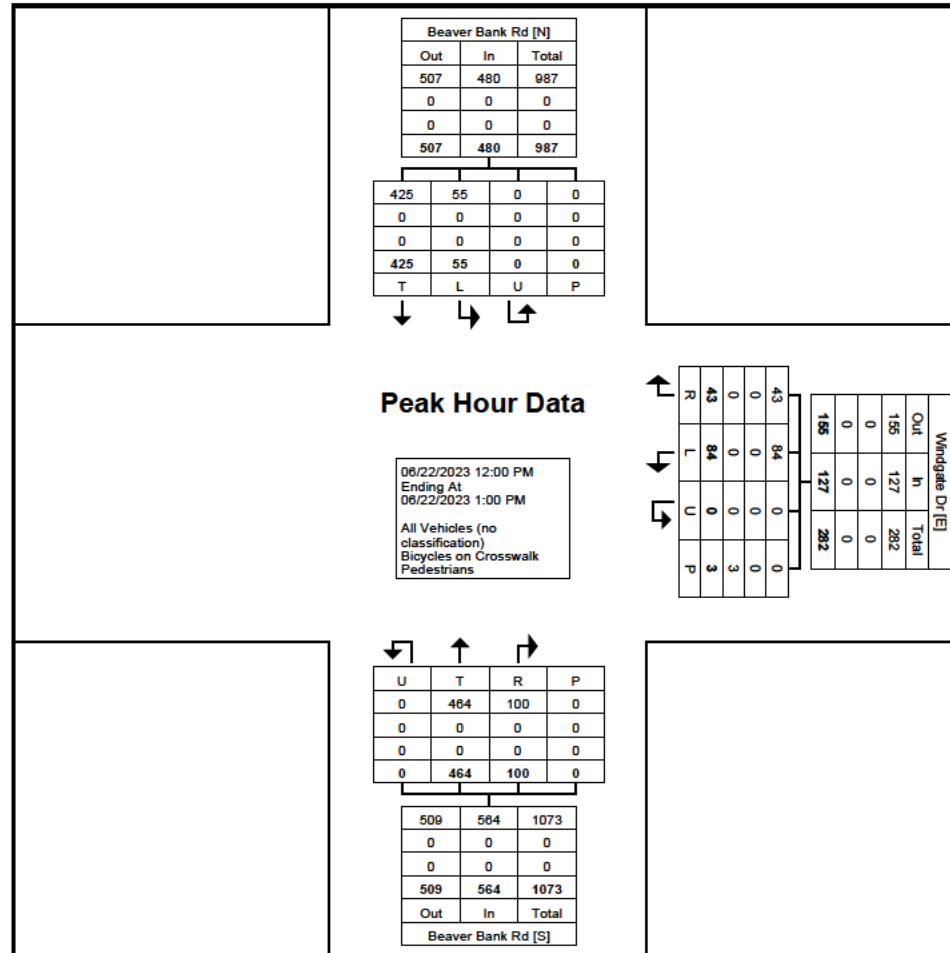 Beaver Bank Rd [N]
Out In Total
507 480 987
0 0 0
0 0 0
507 480 987
425 55 0 0
0 0 0 0
0 0 0 0
425 55 0 0
T L U P
Peak Hour Data
06/22/2023 12:00 PM
Ending At
06/22/2023 1:00 PM
All Vehicles (no
classification)
Bicycles on Crosswalk
Pedestrians
Windgate Dr [E]
Out In Total
155 127 282
0 0 0
0 0 0
155 127 282
43 84 0 0
0 0 0 0
0 0 0 3
43 84 0 3
R L U P
U T R P
0 464 100 0
0 0 0 0
0 0 0 0
0 464 100 0
509 564 1073
0 0 0
0 0 0
509 564 1073
Out In Total
Beaver Bank Rd [S]